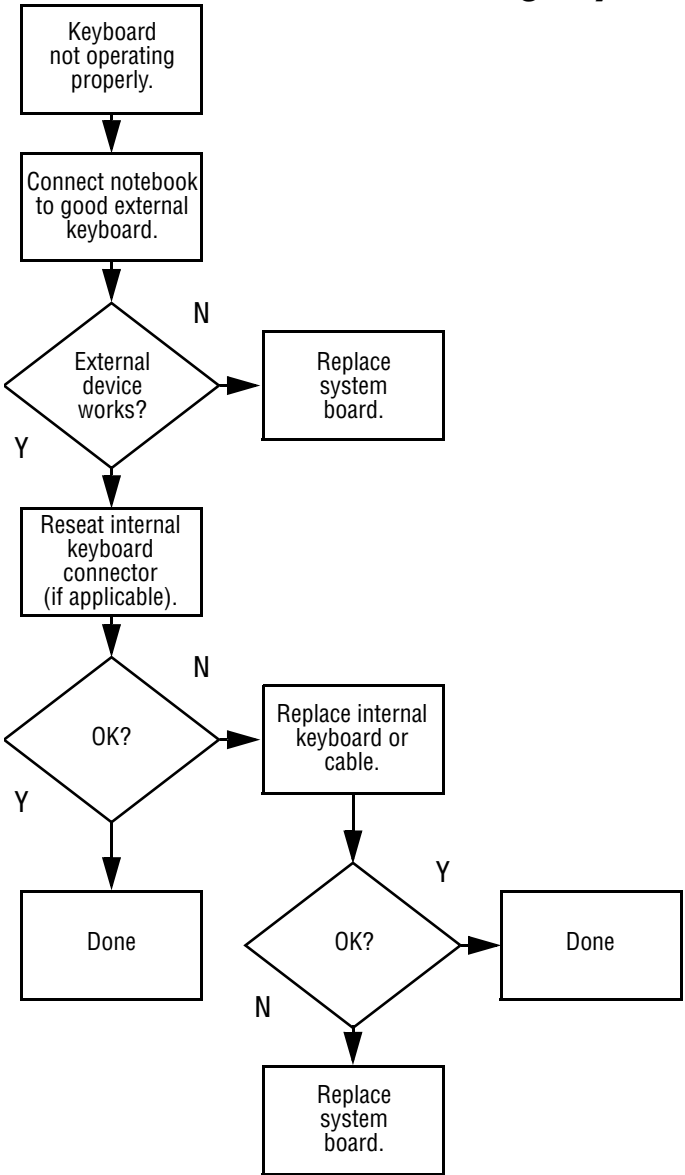 Keyboard
not operating
properly.
Connect notebook
to good external
keyboard.
N
External
device
works?
Replace
system
board.
Y
Reseat internal
keyboard
connector
(if applicable).
N
OK?
Replace internal
keyboard or
cable.
Y
Y
Done
OK?
Done
N
Replace
system
board.